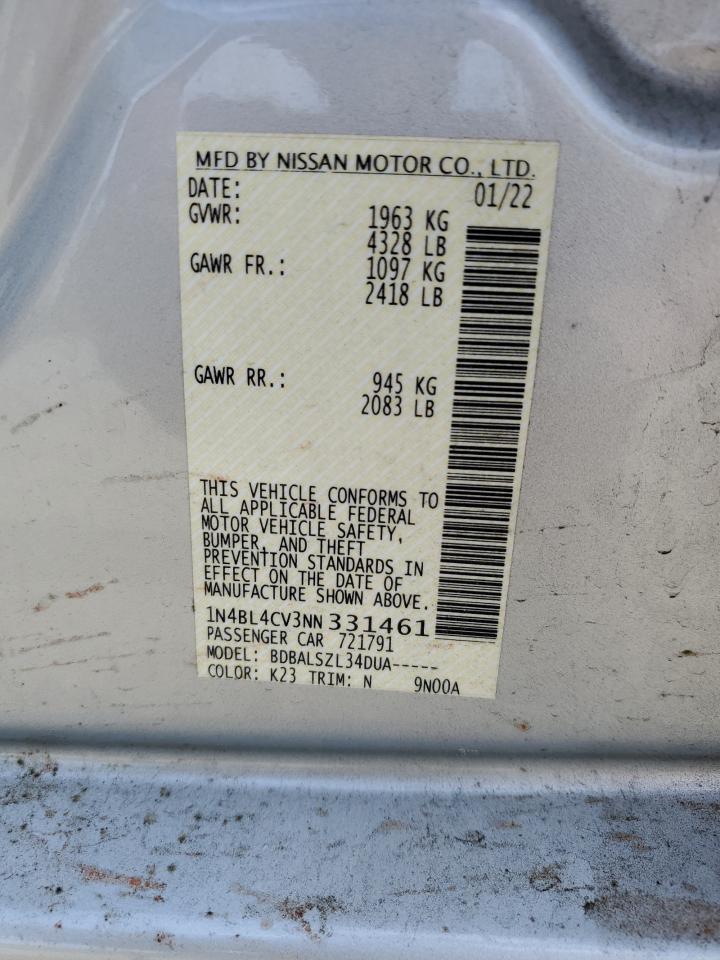 MFD BY NISSAN MOTOR CO., LTD.
DATE: 01/22
GVWR: 1963 KG
4328 LB
GAWR FR.: 1097 KG
2418 LB
GAWR RR.: 945 KG
2083 LB
THIS VEHICLE CONFORMS TO
ALL APPLICABLE FEDERAL
MOTOR VEHICLE SAFETY,
BUMPER, AND THEFT
PREVENTION STANDARDS IN
EFFECT ON THE DATE OF
MANUFACTURE SHOWN ABOVE.
1N4BL4CV3NN331461
PASSENGER CAR 721791
MODEL: BDBALSZL34DUA-----
COLOR: K23 TRIM: N 9N00A